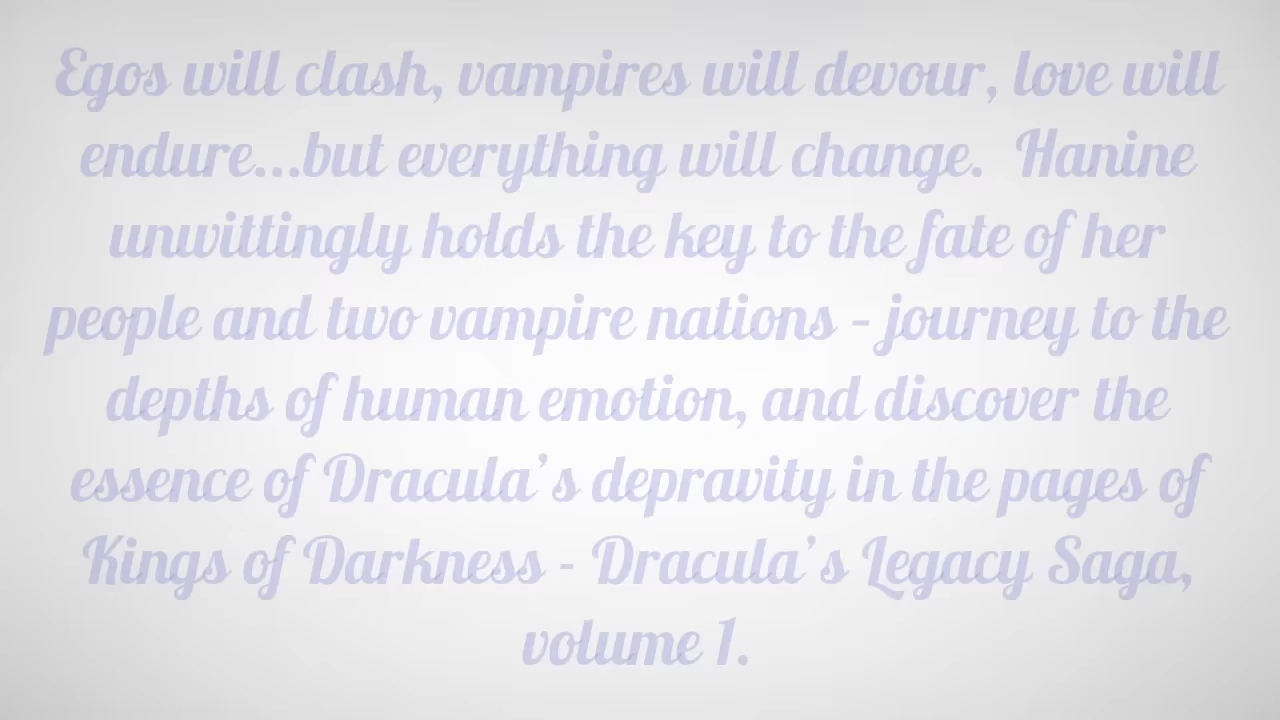 Egos will clash, vampires will devour, love will
endure...but everything will change.  Hanine
unwittingly holds the key to the fate of her
people and two vampire nations - journey to the
depths of human emotion, and discover the
essence of Dracula's depravity in the pages of
Kings of Darkness - Dracula's Legacy Saga,
volume 1.